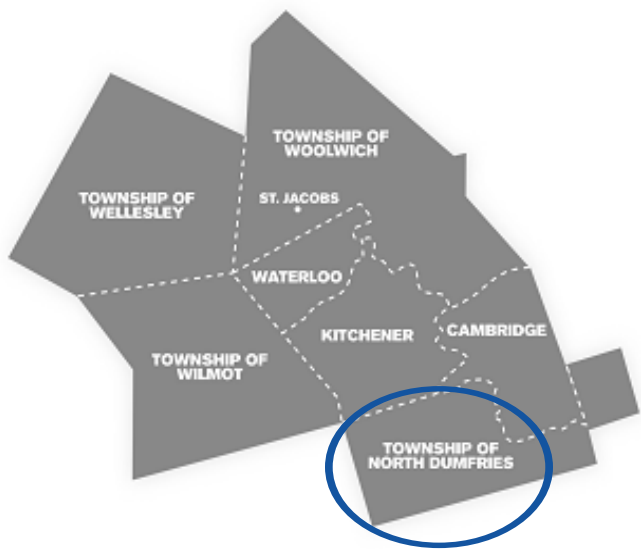 TOWNSHIP OF
WOOLWICH
TOWNSHIP OF
WELLESLEY
ST. JACOBS
WATERLOO
KITCHENER
CAMBRIDGE
TOWNSHIP OF
WILMOT
TOWNSHIP OF
NORTH DUMFRIES